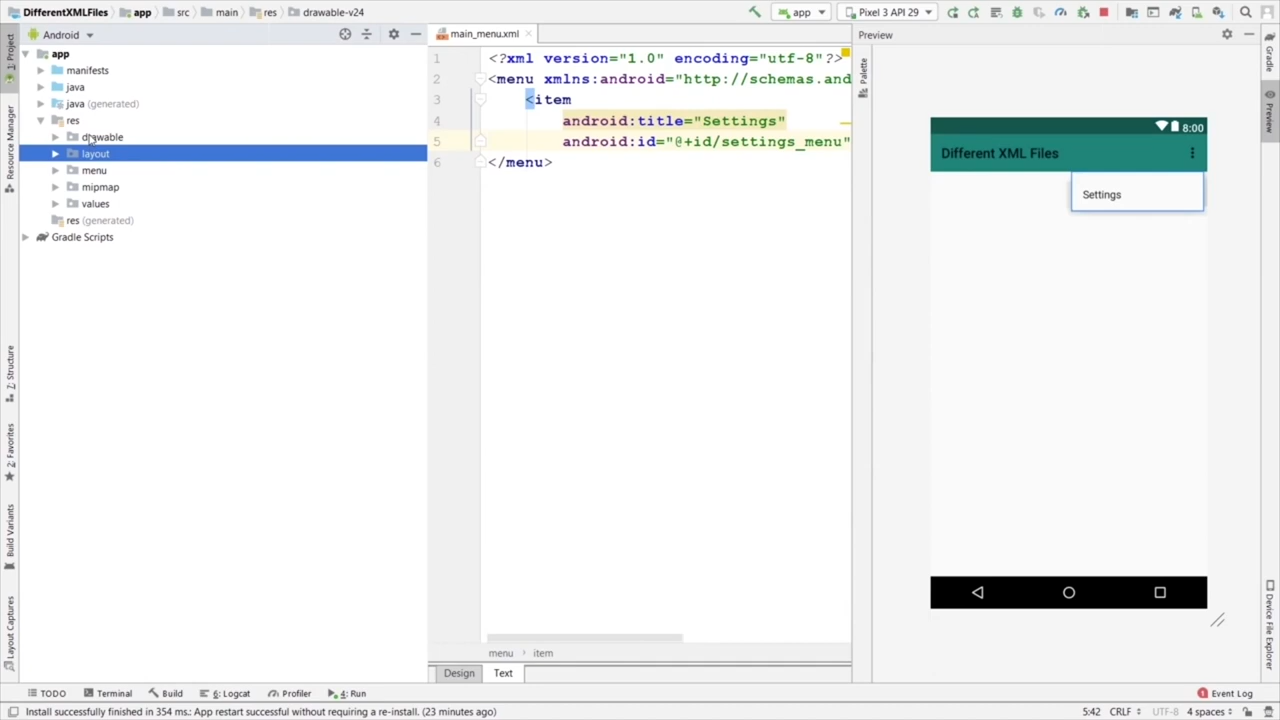 DifferentXMLFiles app src main res drawable-v24 app Pixel 3 API 29
Android
app
manifests
java
java (generated)
res
drawable
layout
menu
mipmap
values
res (generated)
Gradle Scripts
1: Project
Resource Manager
Z: Structure
2: Favorites
Build Variants
Layout Captures
main_menu.xml
1 <?xml version="1.0" encoding="utf-8"?>
2 <menu xmlns:android="http://schemas.and
3 <item
4 android:title="Settings"
5 android:id="@+id/settings_menu"
6 </menu>
menu item
Design Text
Preview
Palette
8:00
Different XML Files
Settings
Gradle
Preview
Device File Explorer
TODO Terminal Build 6: Logcat Profiler 4: Run 1 Event Log
Install successfully finished in 354 ms.: App restart successful without requiring a re-install. (23 minutes ago) 5:42 CRLF UTF-8 4 spaces